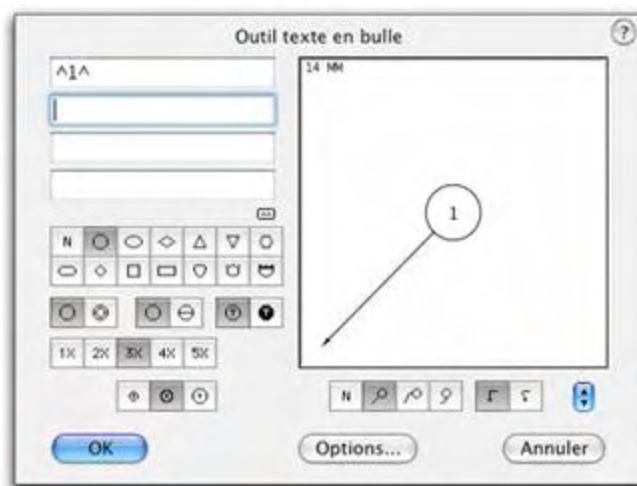 Outil texte en bulle
?
^1^
14 MM
1
N
1X 2X 3X 4X 5X
N
OK
Options...
Annuler